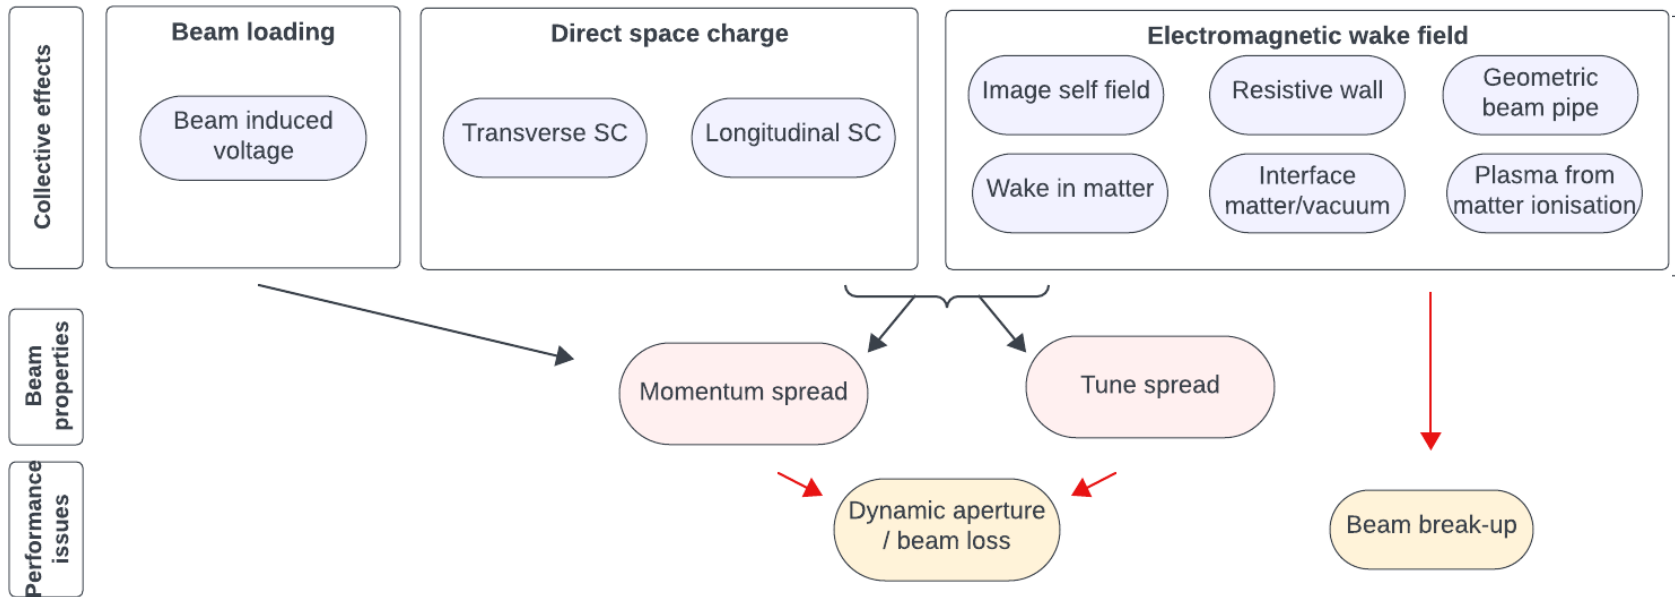 Collective effects
Beam loading
Beam induced
voltage
Direct space charge
Transverse SC
Longitudinal SC
Electromagnetic wake field
Image self field
Resistive wall
Geometric
beam pipe
Wake in matter
Interface
matter/vacuum
Plasma from
matter ionisation
Beam
properties
Momentum spread
Tune spread
Performance
issues
Dynamic aperture
/ beam loss
Beam break-up